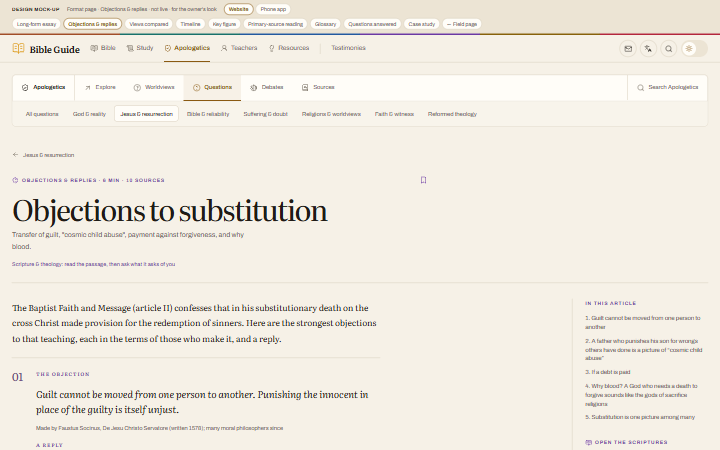 DESIGN MOCK-UP Format page · Objections & replies · not live · for the owner's look Website Phone app
Long-form essay Objections & replies Views compared Timeline Key figure Primary-source reading Glossary Questions answered Case study — Field page
Bible Guide Bible Study Apologetics Teachers Resources Testimonies
Apologetics Explore Worldviews Questions Debates Sources Search Apologetics
All questions God & reality Jesus & resurrection Bible & reliability Suffering & doubt Religions & worldviews Faith & witness Reformed theology
← Jesus & resurrection
OBJECTIONS & REPLIES · 6 MIN · 12 SOURCES
Objections to substitution
Transfer of guilt, "cosmic child abuse", payment against forgiveness, and why
blood.
Scripture & theology: read the passage, then ask what it asks of you
The Baptist Faith and Message (article II) confesses that in his substitutionary death on the
cross Christ made provision for the redemption of sinners. Here are the strongest objections
to that teaching, each in the terms of those who make it, and a reply.
01 THE OBJECTION
Guilt cannot be moved from one person to another. Punishing the innocent in
place of the guilty is itself unjust.
Made by Faustus Socinus, De Jesu Christo Servatore (written 1578); many moral philosophers since
A REPLY
IN THIS ARTICLE
1. Guilt cannot be moved from one person to
another
2. A father who punishes his son for wrongs
others have done is a picture of "cosmic child
abuse"
3. If a debt is paid
4. Why blood? A God who needs a death to
forgive sounds like the gods of sacrifice
religions
5. Substitution is one picture among many
OPEN THE SCRIPTURES